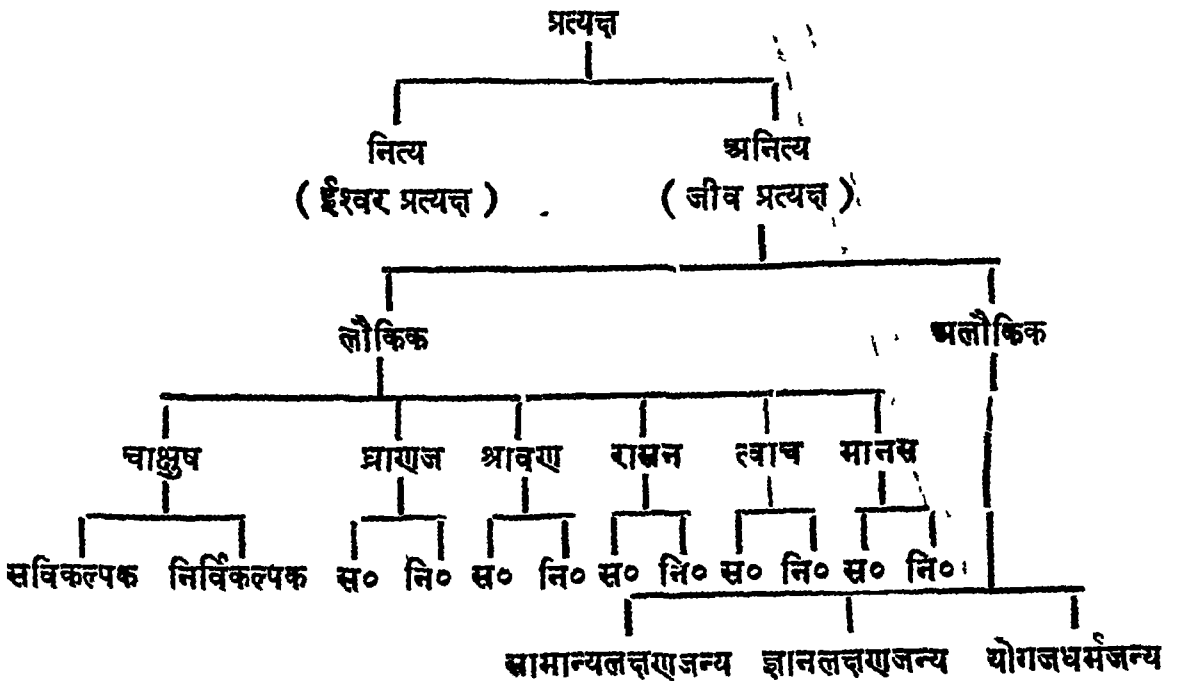 प्रत्यक्ष
नित्य अनित्य
( ईश्वर प्रत्यक्ष ) ( जीव प्रत्यक्ष )
लौकिक अलौकिक
चाक्षुष घ्राणज श्रावण रासन त्वाच मानस
सविकल्पक निर्विकल्पक स० नि० स० नि० स० नि० स० नि० स० नि०
सामान्यलक्षणजन्य ज्ञानलक्षणजन्य योगजधर्मजन्य